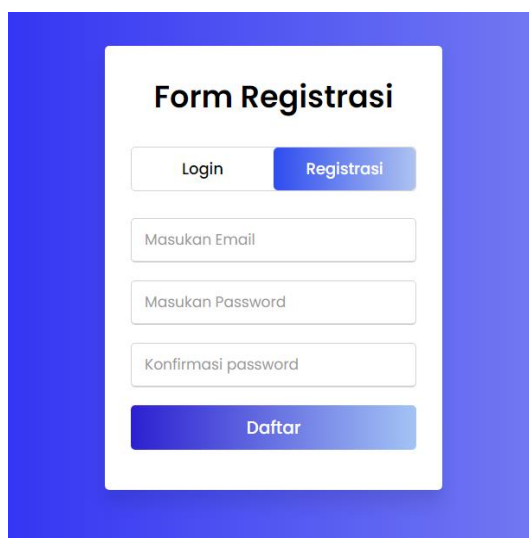 Form Registrasi
Login Registrasi
Masukan Email
Masukan Password
Konfirmasi password
Daftar